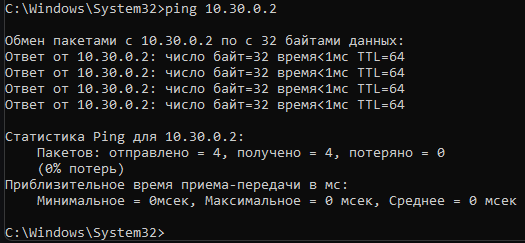 C:\Windows\System32>ping 10.30.0.2
Обмен пакетами с 10.30.0.2 по с 32 байтами данных:
Ответ от 10.30.0.2: число байт=32 время<1мс TTL=64
Ответ от 10.30.0.2: число байт=32 время<1мс TTL=64
Ответ от 10.30.0.2: число байт=32 время<1мс TTL=64
Ответ от 10.30.0.2: число байт=32 время<1мс TTL=64
Статистика Ping для 10.30.0.2:
Пакетов: отправлено = 4, получено = 4, потеряно = 0
(0% потерь)
Приблизительное время приема-передачи в мс:
Минимальное = 0мсек, Максимальное = 0 мсек, Среднее = 0 мсек
C:\Windows\System32>